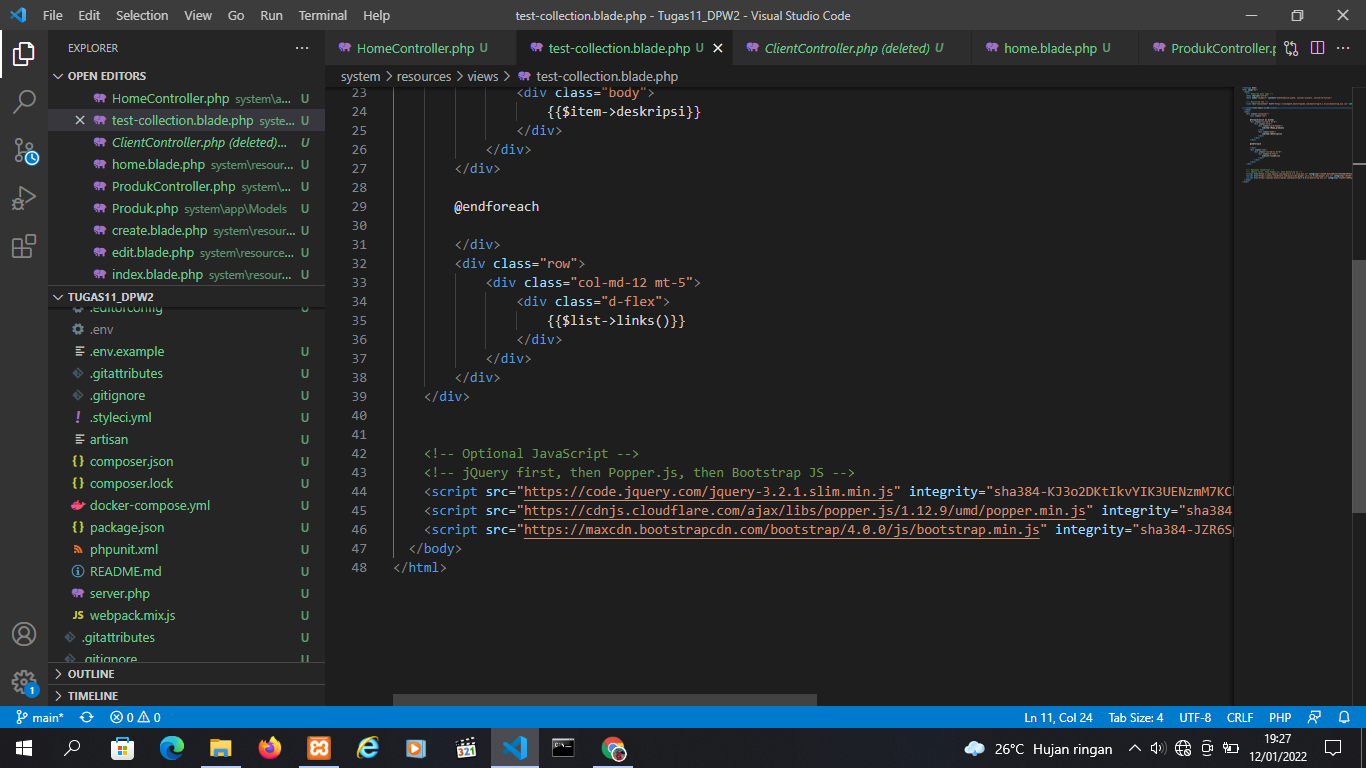 File Edit Selection View Go Run Terminal Help test-collection.blade.php - Tugas11_DPW2 - Visual Studio Code
EXPLORER
HomeController.php U test-collection.blade.php U ClientController.php (deleted) U home.blade.php U ProdukController.p
system > resources > views > test-collection.blade.php
OPEN EDITORS
HomeController.php system\a... U
test-collection.blade.php syste... U
ClientController.php (deleted)... U
home.blade.php system\resour... U
ProdukController.php system\... U
Produk.php system\app\Models U
create.blade.php system\resour... U
edit.blade.php system\resource... U
index.blade.php system\resour... U
TUGAS11_DPW2
.editorconfig U
.env
.env.example U
.gitattributes U
.gitignore U
.styleci.yml U
artisan U
composer.json U
composer.lock U
docker-compose.yml U
package.json U
phpunit.xml U
README.md U
server.php U
JS webpack.mix.js U
.gitattributes U
.gitignore U
OUTLINE
TIMELINE
23 <div class="body">
24 {{$item->deskripsi}}
25 </div>
26 </div>
27 </div>
28
29 @endforeach
30
31 </div>
32 <div class="row">
33 <div class="col-md-12 mt-5">
34 <div class="d-flex">
35 {{$list->links()}}
36 </div>
37 </div>
38 </div>
39 </div>
40
41
42 <!-- Optional JavaScript -->
43 <!-- jQuery first, then Popper.js, then Bootstrap JS -->
44 <script src="https://code.jquery.com/jquery-3.2.1.slim.min.js" integrity="sha384-KJ3o2DKtIkvYIK3UENzmM7KC
45 <script src="https://cdnjs.cloudflare.com/ajax/libs/popper.js/1.12.9/umd/popper.min.js" integrity="sha384
46 <script src="https://maxcdn.bootstrapcdn.com/bootstrap/4.0.0/js/bootstrap.min.js" integrity="sha384-JZR6S
47 </body>
48 </html>
1
main* 0 0 Ln 11, Col 24 Tab Size: 4 UTF-8 CRLF PHP
321 26°C Hujan ringan 19:27
12/01/2022